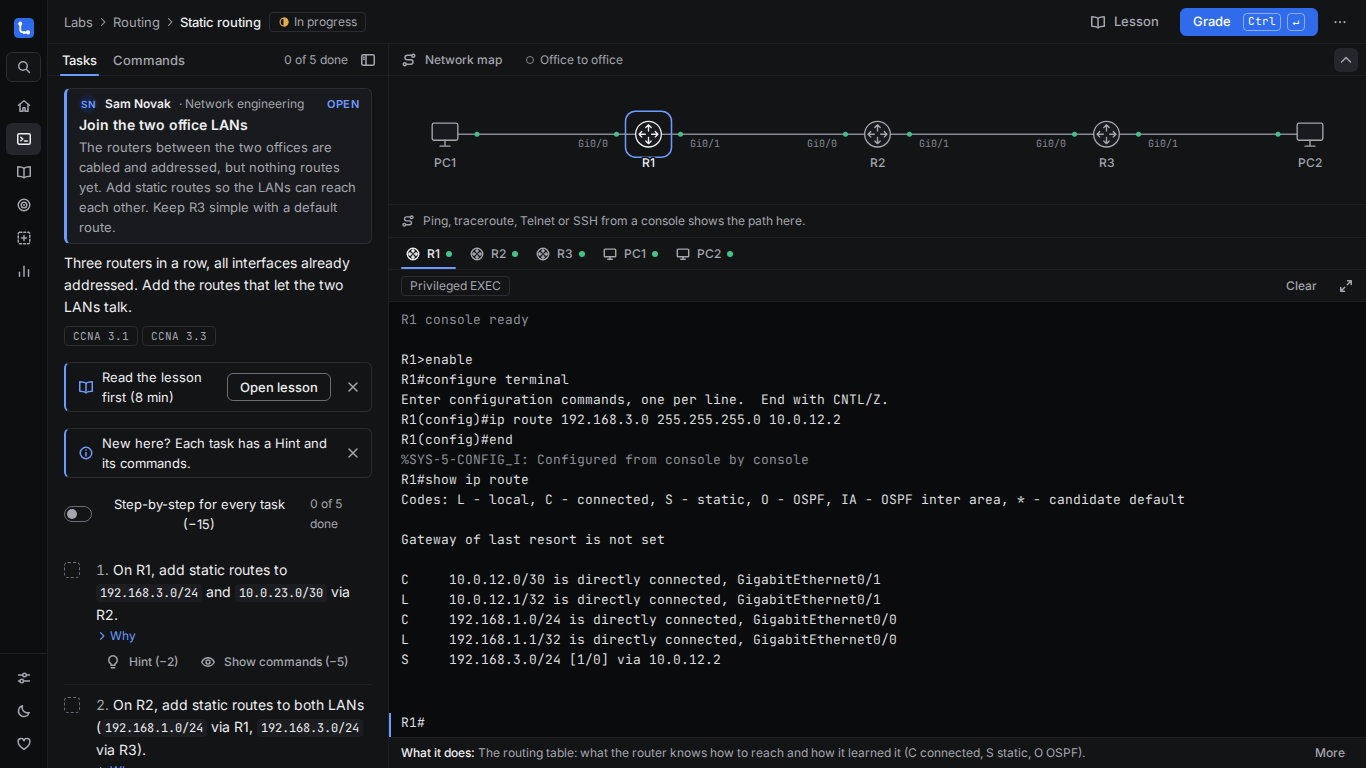 Labs > Routing > Static routing
In progress
Lesson
Grade Ctrl ↵
Tasks
Commands
0 of 5 done
SN Sam Novak · Network engineering OPEN
Join the two office LANs
The routers between the two offices are
cabled and addressed, but nothing routes
yet. Add static routes so the LANs can reach
each other. Keep R3 simple with a default
route.
Three routers in a row, all interfaces already
addressed. Add the routes that let the two
LANs talk.
CCNA 3.1
CCNA 3.3
Read the lesson
first (8 min)
Open lesson
New here? Each task has a Hint and
its commands.
Step-by-step for every task
(−15)
0 of 5
done
1. On R1, add static routes to
192.168.3.0/24 and 10.0.23.0/30 via
R2.
> Why
Hint (−2)
Show commands (−5)
2. On R2, add static routes to both LANs
( 192.168.1.0/24 via R1, 192.168.3.0/24
via R3).
Network map
Office to office
Gi0/0
Gi0/1
Gi0/0
Gi0/1
Gi0/0
Gi0/1
PC1
R1
R2
R3
PC2
Ping, traceroute, Telnet or SSH from a console shows the path here.
R1
R2
R3
PC1
PC2
Privileged EXEC
Clear
R1 console ready
R1>enable
R1#configure terminal
Enter configuration commands, one per line.  End with CNTL/Z.
R1(config)#ip route 192.168.3.0 255.255.255.0 10.0.12.2
R1(config)#end
%SYS-5-CONFIG_I: Configured from console by console
R1#show ip route
Codes: L - local, C - connected, S - static, O - OSPF, IA - OSPF inter area, * - candidate default
Gateway of last resort is not set
C     10.0.12.0/30 is directly connected, GigabitEthernet0/1
L     10.0.12.1/32 is directly connected, GigabitEthernet0/1
C     192.168.1.0/24 is directly connected, GigabitEthernet0/0
L     192.168.1.1/32 is directly connected, GigabitEthernet0/0
S     192.168.3.0/24 [1/0] via 10.0.12.2
R1#
What it does: The routing table: what the router knows how to reach and how it learned it (C connected, S static, O OSPF).
More